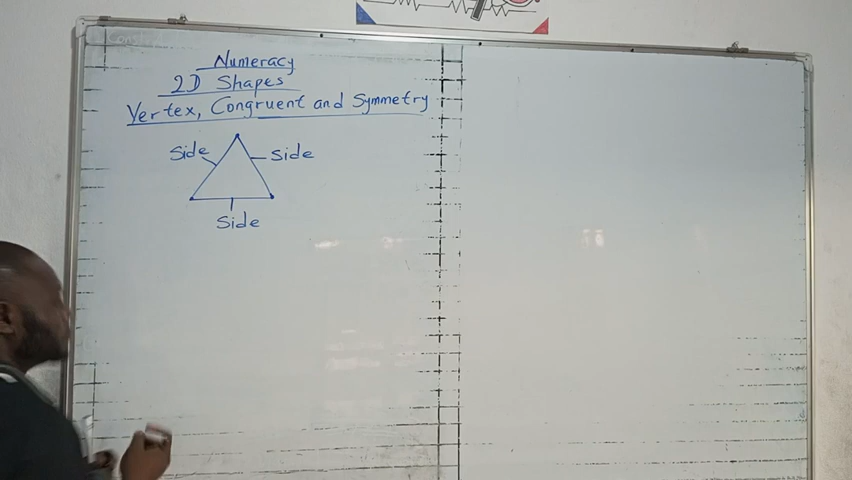 Numeracy
2D Shapes
Vertex, Congruent and Symmetry
Side
Side
Side